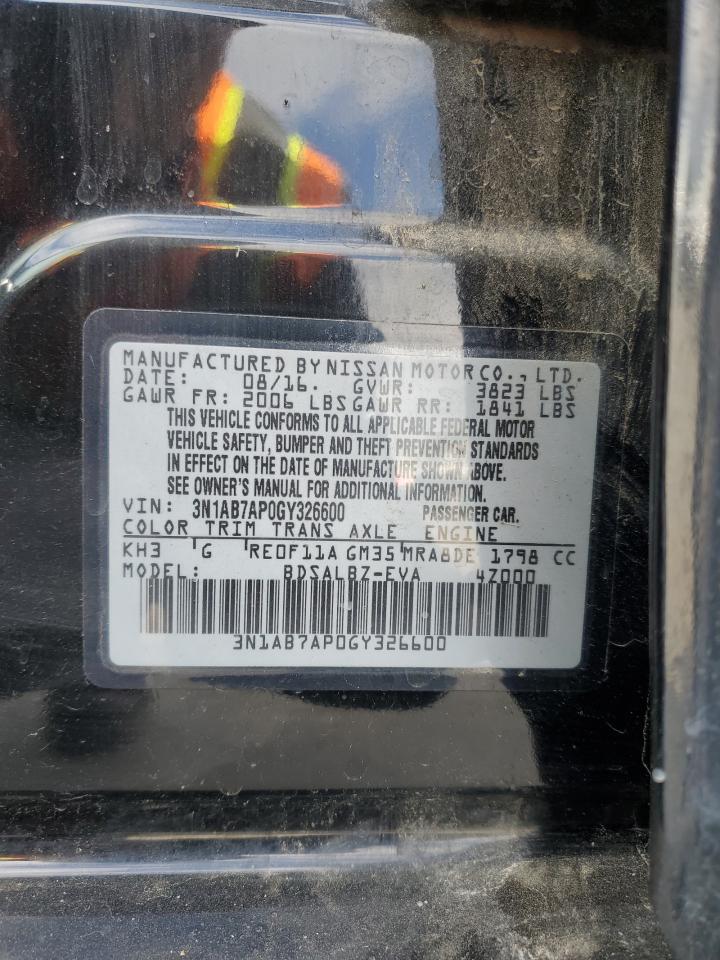 MANUFACTURED BY NISSAN MOTOR CO., LTD.
DATE: 08/16. GVWR: 3823 LBS
GAWR FR: 2006 LBS GAWR RR: 1841 LBS
THIS VEHICLE CONFORMS TO ALL APPLICABLE FEDERAL MOTOR
VEHICLE SAFETY, BUMPER AND THEFT PREVENTION STANDARDS
IN EFFECT ON THE DATE OF MANUFACTURE SHOWN ABOVE.
SEE OWNER'S MANUAL FOR ADDITIONAL INFORMATION.
VIN: 3N1AB7AP0GY326600 PASSENGER CAR.
COLOR TRIM TRANS AXLE ENGINE
KH3 G RE0F11A GM35 MRA8DE 1798 CC
MODEL: BDSALBZ-EVA 4Z000
3N1AB7AP0GY326600